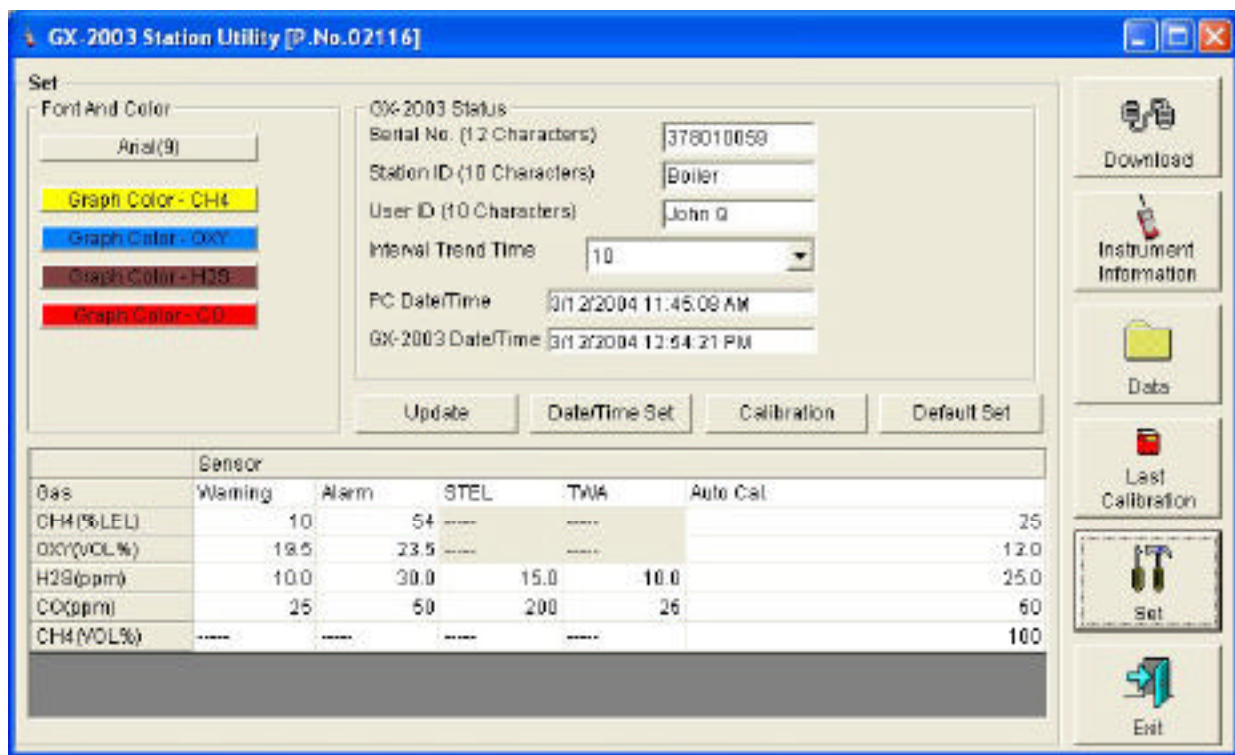 GX-2003 Station Utility [P.No.02116]
Set
Font And Color
Arial(9)
Graph Color - CH4
Graph Color - OXY
Graph Color - H2S
Graph Color - CO
GX-2003 Status
Serial No. (12 Characters) 378010059
Station ID (10 Characters) Boiler
User ID (10 Characters) John Q
Interval Trend Time 10
PC Date/Time 3/12/2004 11:45:09 AM
GX-2003 Date/Time 3/12/2004 12:54:21 PM
Update Date/Time Set Calibration Default Set
Sensor
Gas Warning Alarm STEL TWA Auto Cal.
CH4(%LEL) 10 54 ----- ----- 25
OXY(VOL%) 19.5 23.5 ----- ----- 12.0
H2S(ppm) 10.0 30.0 15.0 10.0 25.0
CO(ppm) 25 50 200 25 50
CH4(VOL%) ----- ----- ----- ----- 100
Download
Instrument
Information
Data
Last
Calibration
Set
Exit